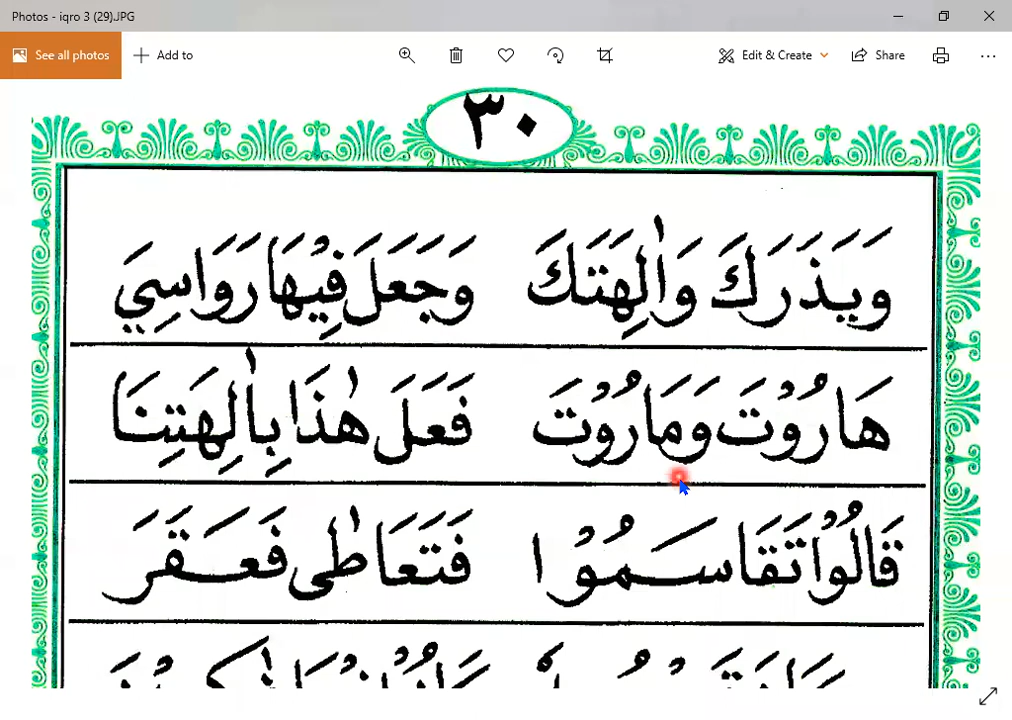 Photos - iqro 3 (29).JPG
See all photos
Add to
Edit & Create
Share
٣٠
وَيَذَرَكَ وَاٰلِهَتَكَ وَجَعَلَ فِيْهَا رَوَاسِيَ
هَارُوْتَ وَمَارُوْتَ فَعَلَ هٰذَا بِاٰلِهَتِنَا
قَالُوْا تَقَاسَمُوْا فَتَعَاطٰى فَعَقَرَ